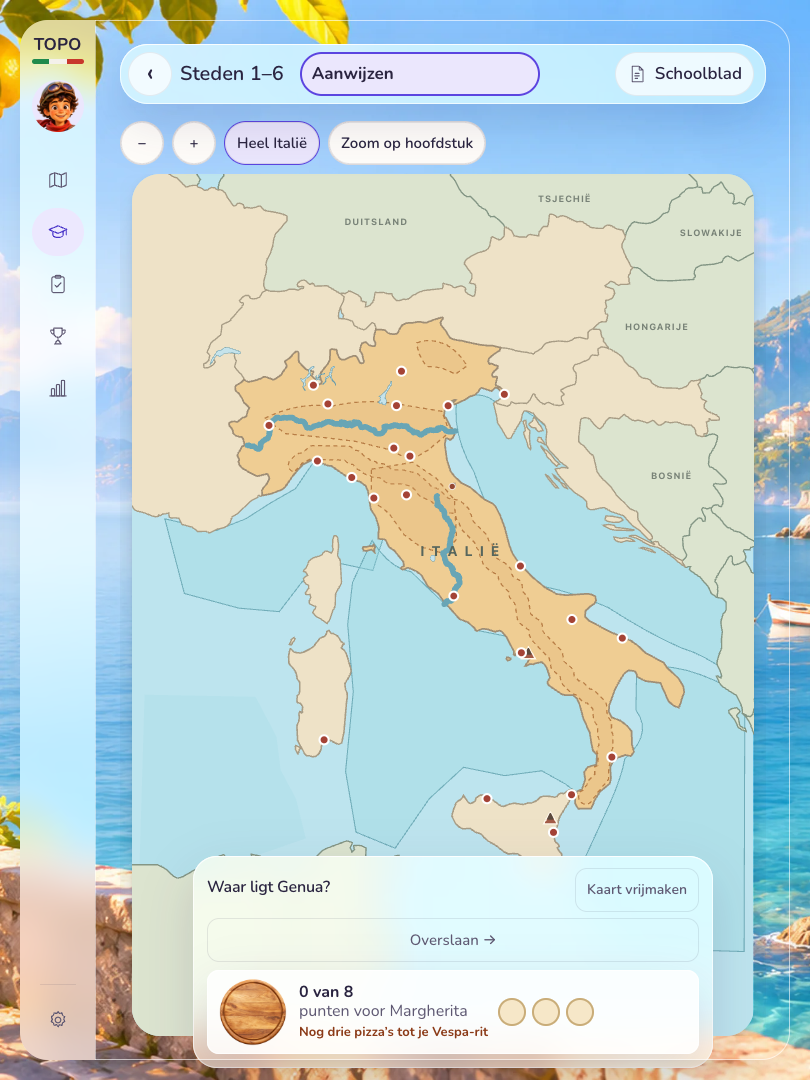 TOPO
‹ Steden 1–6
Aanwijzen
Schoolblad
− + Heel Italië Zoom op hoofdstuk
TSJECHIË
DUITSLAND
SLOWAKIJE
HONGARIJE
BOSNIË
ITALIË
Waar ligt Genua?
Kaart vrijmaken
Overslaan →
0 van 8
punten voor Margherita
Nog drie pizza's tot je Vespa-rit